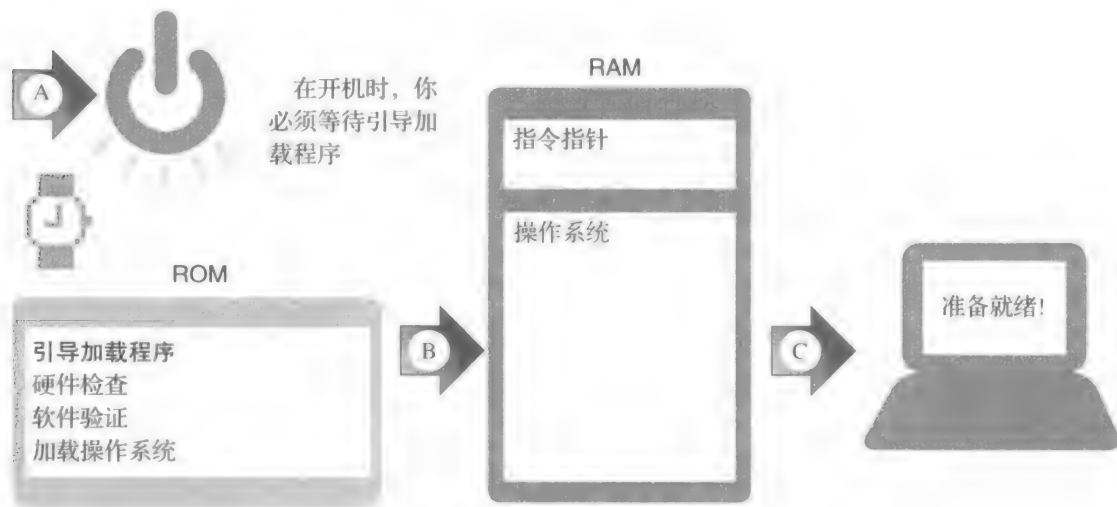 A
在开机时，你
必须等待引导加
载程序
ROM
引导加载程序
硬件检查
软件验证
加载操作系统
B
RAM
指令指针
操作系统
C
准备就绪!